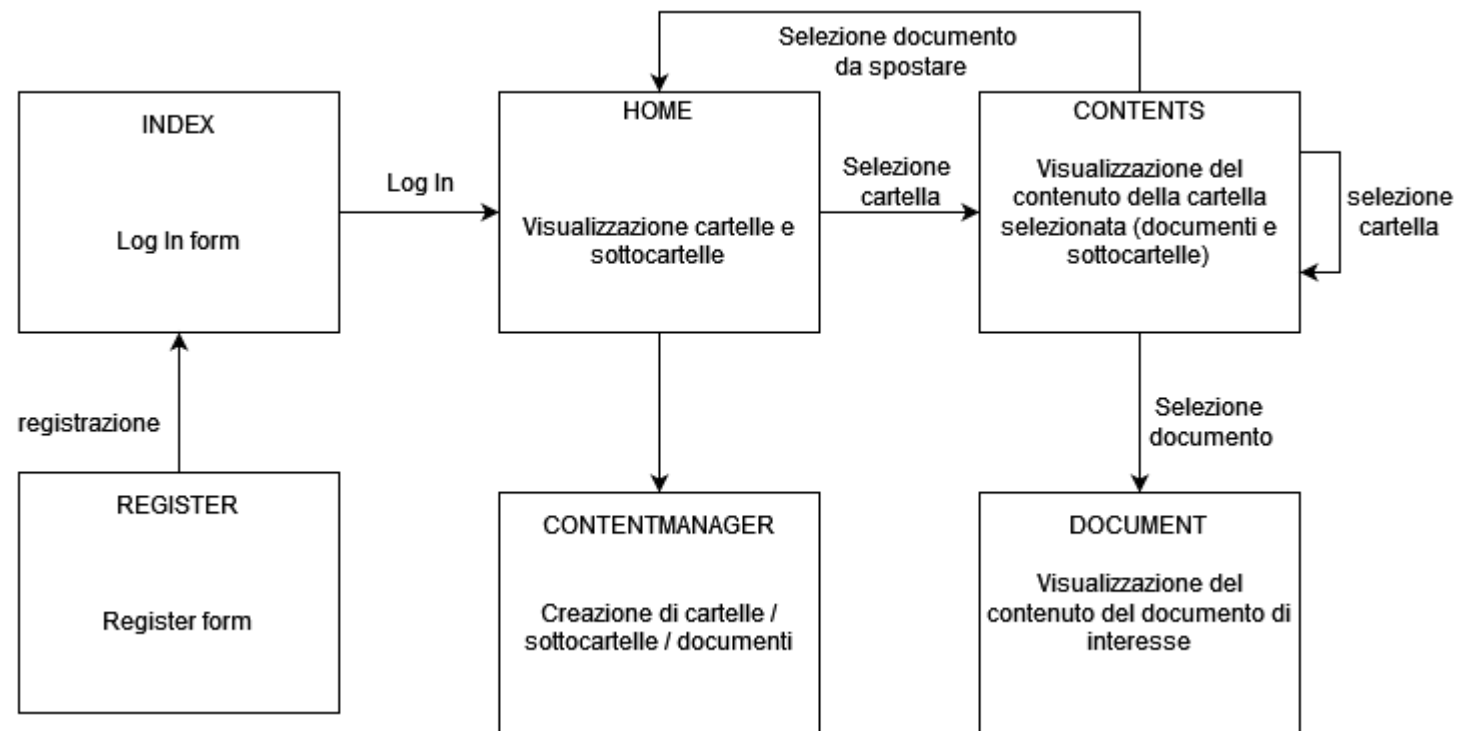 Selezione documento
da spostare
INDEX
Log In form
Log In
HOME
Visualizzazione cartelle e
sottocartelle
Selezione
cartella
CONTENTS
Visualizzazione del
contenuto della cartella
selezionata (documenti e
sottocartelle)
selezione
cartella
registrazione
Selezione
documento
REGISTER
Register form
CONTENTMANAGER
Creazione di cartelle /
sottocartelle / documenti
DOCUMENT
Visualizzazione del
contenuto del documento di
interesse